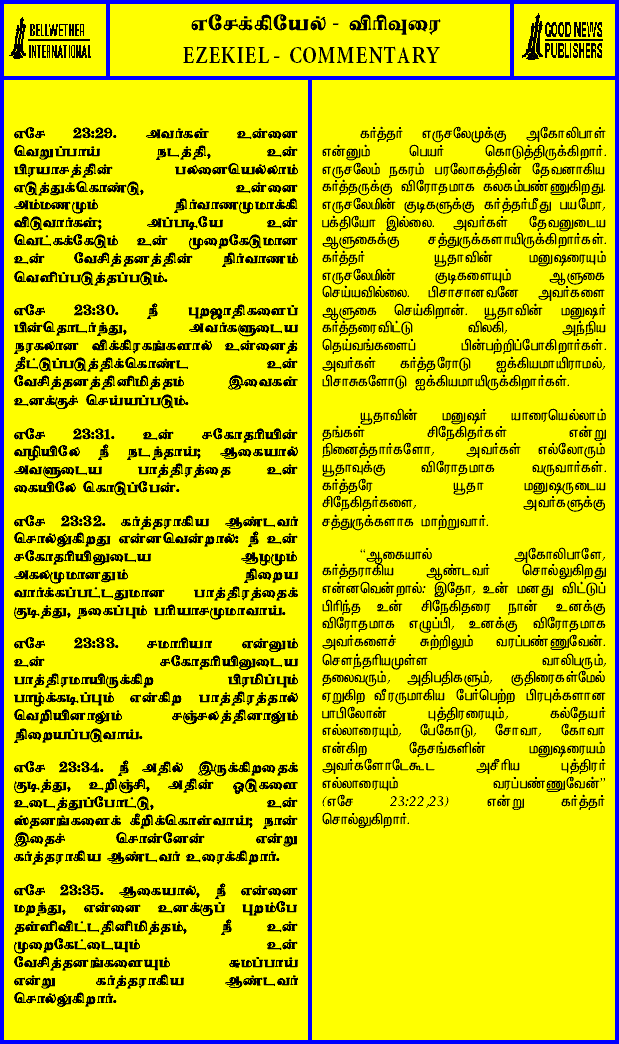 BELLWETHER
INTERNATIONAL
எசேக்கியேல் - விரிவுரை
EZEKIEL - COMMENTARY
GOOD NEWS
PUBLISHERS
எசே 23:29. அவர்கள் உன்னை
வெறுப்பாய் நடத்தி, உன்
பிரயாசத்தின் பலனையெல்லாம்
எடுத்துக்கொண்டு, உன்னை
அம்மணமும் நிர்வாணமுமாக்கி
விடுவார்கள்; அப்படியே உன்
வெட்கக்கேடும் உன் முறைகேடுமான
உன் வேசித்தனத்தின் நிர்வாணம்
வெளிப்படுத்தப்படும்.
எசே 23:30. நீ புறஜாதிகளைப்
பின்தொடர்ந்து, அவர்களுடைய
நரகலான விக்கிரகங்களால் உன்னைத்
தீட்டுப்படுத்திக்கொண்ட உன்
வேசித்தனத்தினிமித்தம் இவைகள்
உனக்குச் செய்யப்படும்.
எசே 23:31. உன் சகோதரியின்
வழியிலே நீ நடந்தாய்; ஆகையால்
அவளுடைய பாத்திரத்தை உன்
கையிலே கொடுப்பேன்.
எசே 23:32. கர்த்தராகிய ஆண்டவர்
சொல்லுகிறது என்னவென்றால்: நீ உன்
சகோதரியினுடைய ஆழமும்
அகலமுமானதும் நிறைய
வார்க்கப்பட்டதுமான பாத்திரத்தைக்
குடித்து, நகைப்பும் பரியாசமுமாவாய்.
எசே 23:33. சமாரியா என்னும்
உன் சகோதரியினுடைய
பாத்திரமாயிருக்கிற பிரமிப்பும்
பாழ்க்கடிப்பும் என்கிற பாத்திரத்தால்
வெறியினாலும் சஞ்சலத்தினாலும்
நிறையப்படுவாய்.
எசே 23:34. நீ அதில் இருக்கிறதைக்
குடித்து, உறிஞ்சி, அதின் ஓடுகளை
உடைத்துப்போட்டு, உன்
ஸ்தனங்களைக் கீறிக்கொள்வாய்; நான்
இதைச் சொன்னேன் என்று
கர்த்தராகிய ஆண்டவர் உரைக்கிறார்.
எசே 23:35. ஆகையால், நீ என்னை
மறந்து, என்னை உனக்குப் புறம்பே
தள்ளிவிட்டதினிமித்தம், நீ உன்
முறைகேட்டையும் உன்
வேசித்தனங்களையும் சுமப்பாய்
என்று கர்த்தராகிய ஆண்டவர்
சொல்லுகிறார்.
கர்த்தர் எருசலேமுக்கு அகோலிபாள்
என்னும் பெயர் கொடுத்திருக்கிறார்.
எருசலேம் நகரம் பரலோகத்தின் தேவனாகிய
கர்த்தருக்கு விரோதமாக கலகம்பண்ணுகிறது.
எருசலேமின் குடிகளுக்கு கர்த்தர்மீது பயமோ,
பக்தியோ இல்லை. அவர்கள் தேவனுடைய
ஆளுகைக்கு சத்துருக்களாயிருக்கிறார்கள்.
கர்த்தர் யூதாவின் மனுஷரையும்
எருசலேமின் குடிகளையும் ஆளுகை
செய்யவில்லை. பிசாசானவனே அவர்களை
ஆளுகை செய்கிறான். யூதாவின் மனுஷர்
கர்த்தரைவிட்டு விலகி, அந்நிய
தெய்வங்களைப் பின்பற்றிப்போகிறார்கள்.
அவர்கள் கர்த்தரோடு ஐக்கியமாயிராமல்,
பிசாசுகளோடு ஐக்கியமாயிருக்கிறார்கள்.
யூதாவின் மனுஷர் யாரையெல்லாம்
தங்கள் சிநேகிதர்கள் என்று
நினைத்தார்களோ, அவர்கள் எல்லோரும்
யூதாவுக்கு விரோதமாக வருவார்கள்.
கர்த்தரே யூதா மனுஷருடைய
சிநேகிதர்களை, அவர்களுக்கு
சத்துருக்களாக மாற்றுவார்.
"ஆகையால் அகோலிபாளே,
கர்த்தராகிய ஆண்டவர் சொல்லுகிறது
என்னவென்றால்: இதோ, உன் மனது விட்டுப்
பிரிந்த உன் சிநேகிதரை நான் உனக்கு
விரோதமாக எழுப்பி, உனக்கு விரோதமாக
அவர்களைச் சுற்றிலும் வரப்பண்ணுவேன்.
சௌந்தரியமுள்ள வாலிபரும்,
தலைவரும், அதிபதிகளும், குதிரைகள்மேல்
ஏறுகிற வீரருமாகிய பேர்பெற்ற பிரபுக்களான
பாபிலோன் புத்திரரையும், கல்தேயர்
எல்லாரையும், பேகோடு, சோவா, கோவா
என்கிற தேசங்களின் மனுஷரையம்
அவர்களோடேகூட அசீரிய புத்திரர்
எல்லாரையும் வரப்பண்ணுவேன்"
(எசே 23:22,23) என்று கர்த்தர்
சொல்லுகிறார்.